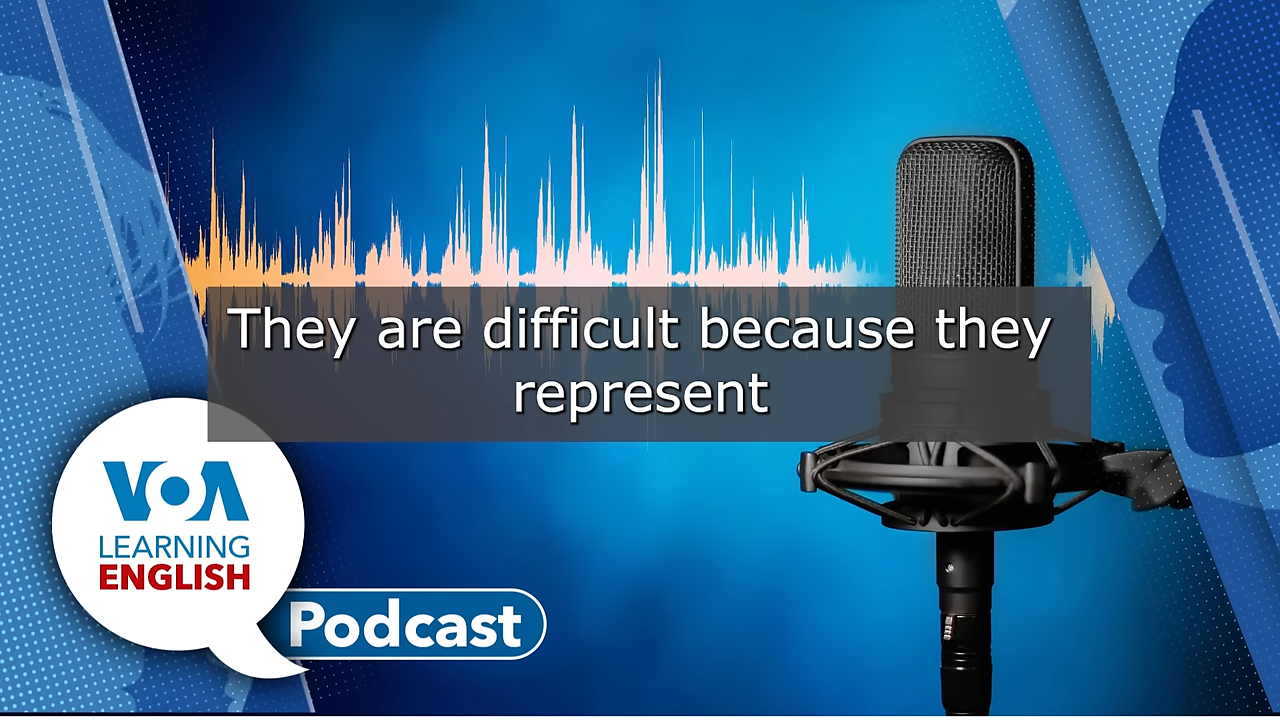 They are difficult because they
represent
VOA
LEARNING
ENGLISH
Podcast